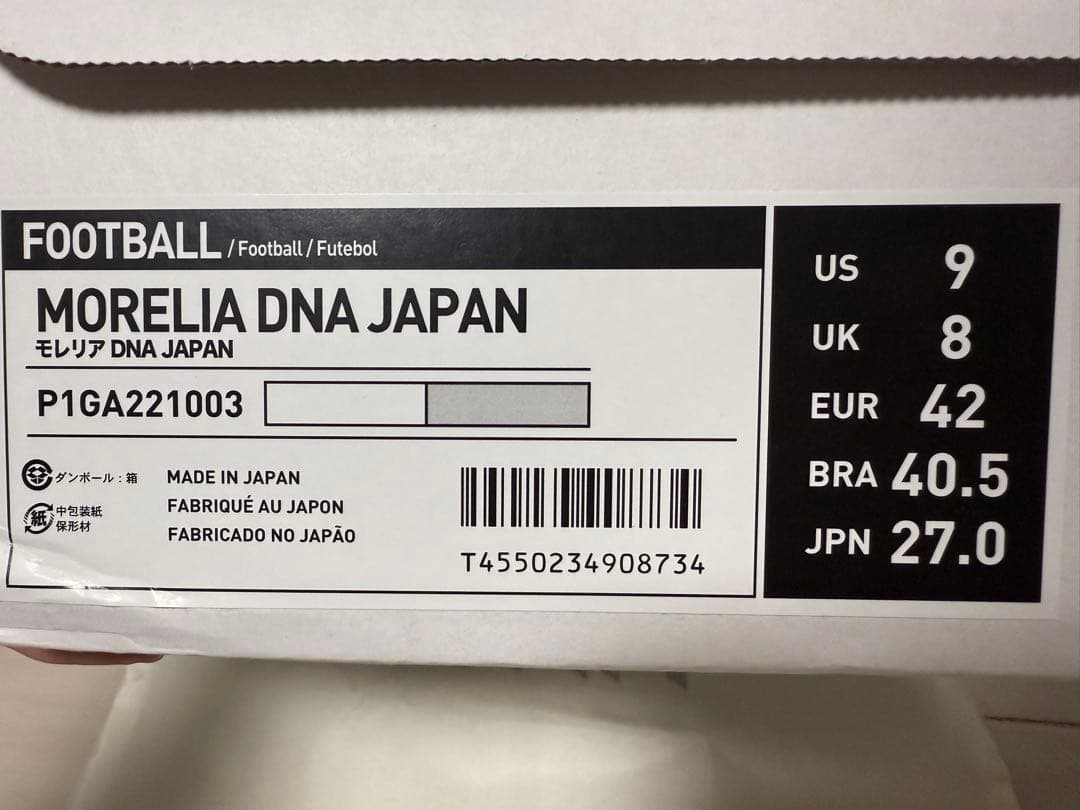 FOOTBALL / Football / Futebol
MORELIA DNA JAPAN
モレリア DNA JAPAN
P1GA221003
ダンボール：箱
紙
中包装紙
保形材
MADE IN JAPAN
FABRIQUÉ AU JAPON
FABRICADO NO JAPÃO
T4550234908734
US 9
UK 8
EUR 42
BRA 40.5
JPN 27.0